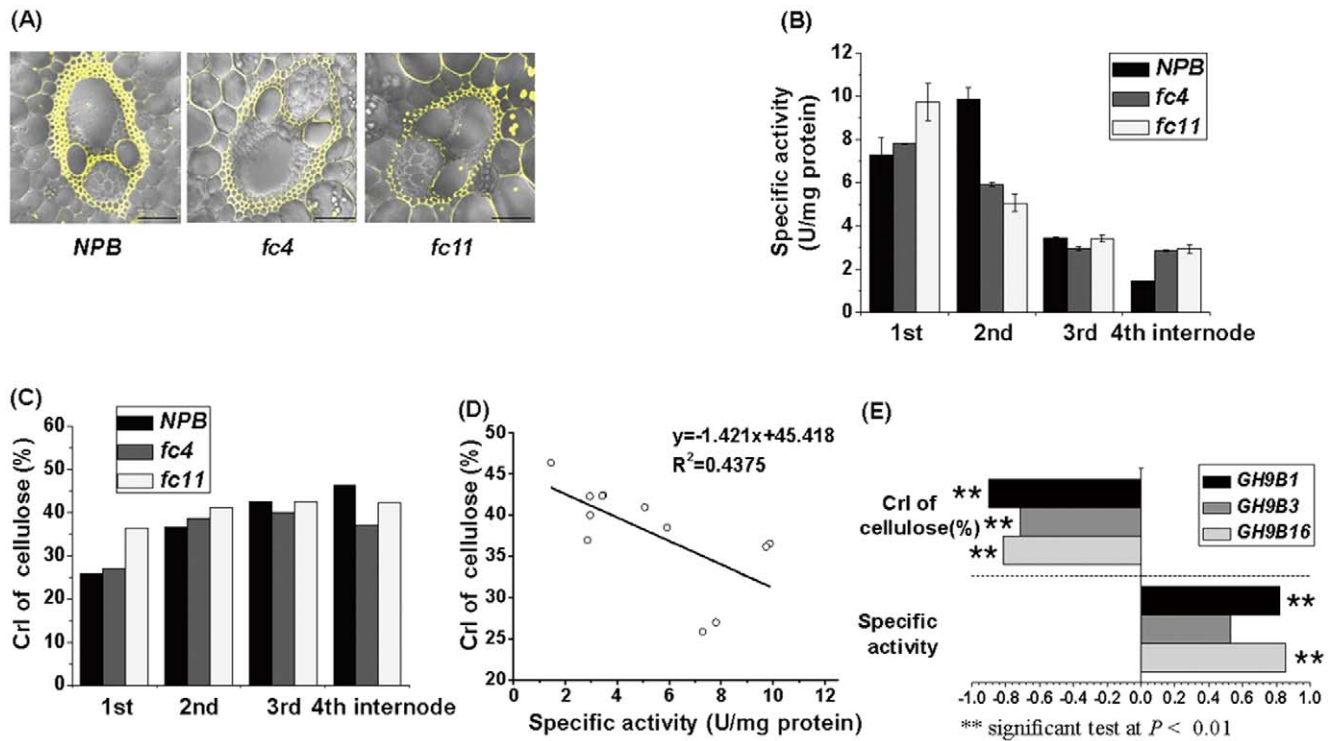 (A)
NPB
fc4
fc11
(B)
Specific activity
(U/mg protein)
12
10
8
6
4
2
0
NPB
fc4
fc11
1st
2nd
3rd
4th internode
(C)
CrI of cellulose (%)
60
50
40
30
20
10
0
NPB
fc4
fc11
1st
2nd
3rd
4th internode
(D)
CrI of cellulose (%)
50
45
40
35
30
25
20
y=-1.421x+45.418
R²=0.4375
0
2
4
6
8
10
12
Specific activity (U/mg protein)
(E)
GH9B1
GH9B3
GH9B16
CrI of
cellulose(%)
**
**
**
Specific
activity
**
**
-1.0
-0.8
-0.6
-0.4
-0.2
0.0
0.2
0.4
0.6
0.8
1.0
** significant test at P < 0.01